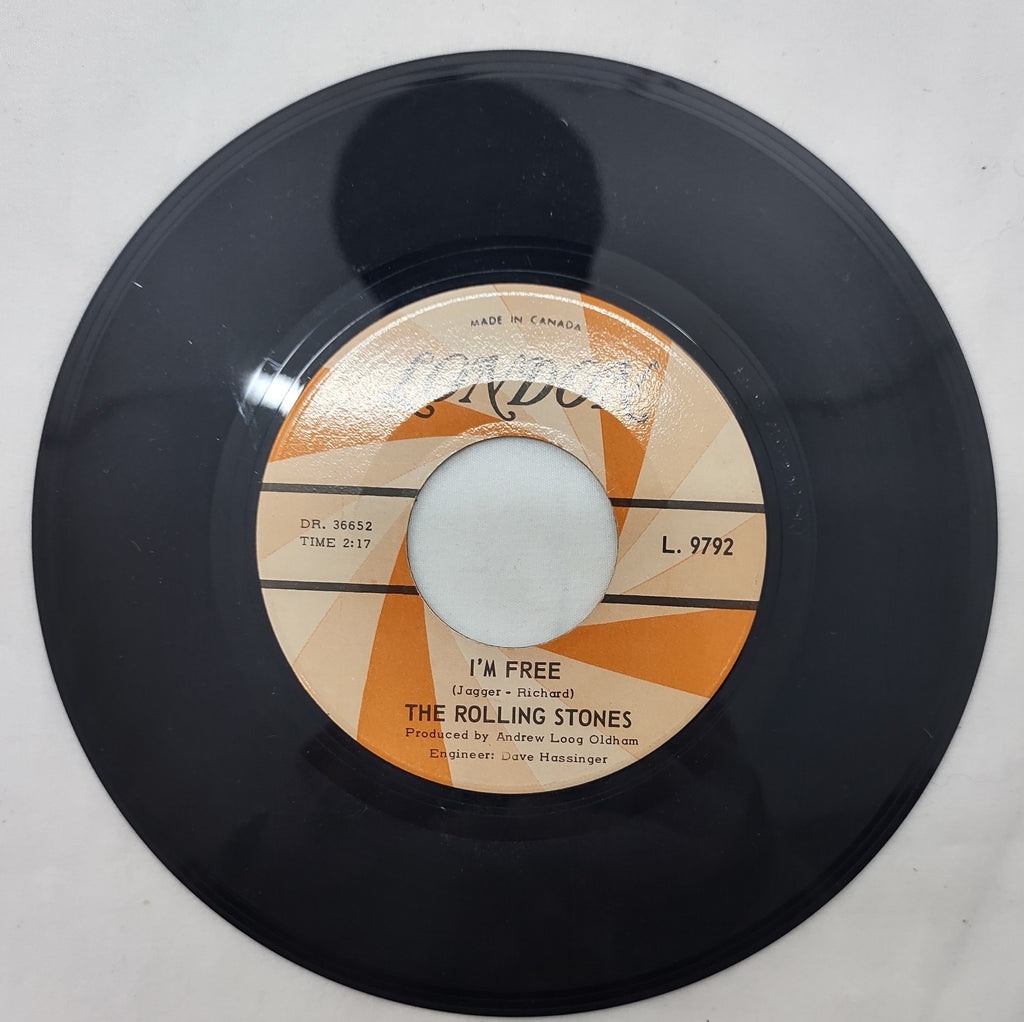 MADE IN CANADA
LONDON
DR. 36652
TIME 2:17
L. 9792
I'M FREE
(Jagger - Richard)
THE ROLLING STONES
Produced by Andrew Loog Oldham
Engineer: Dave Hassinger